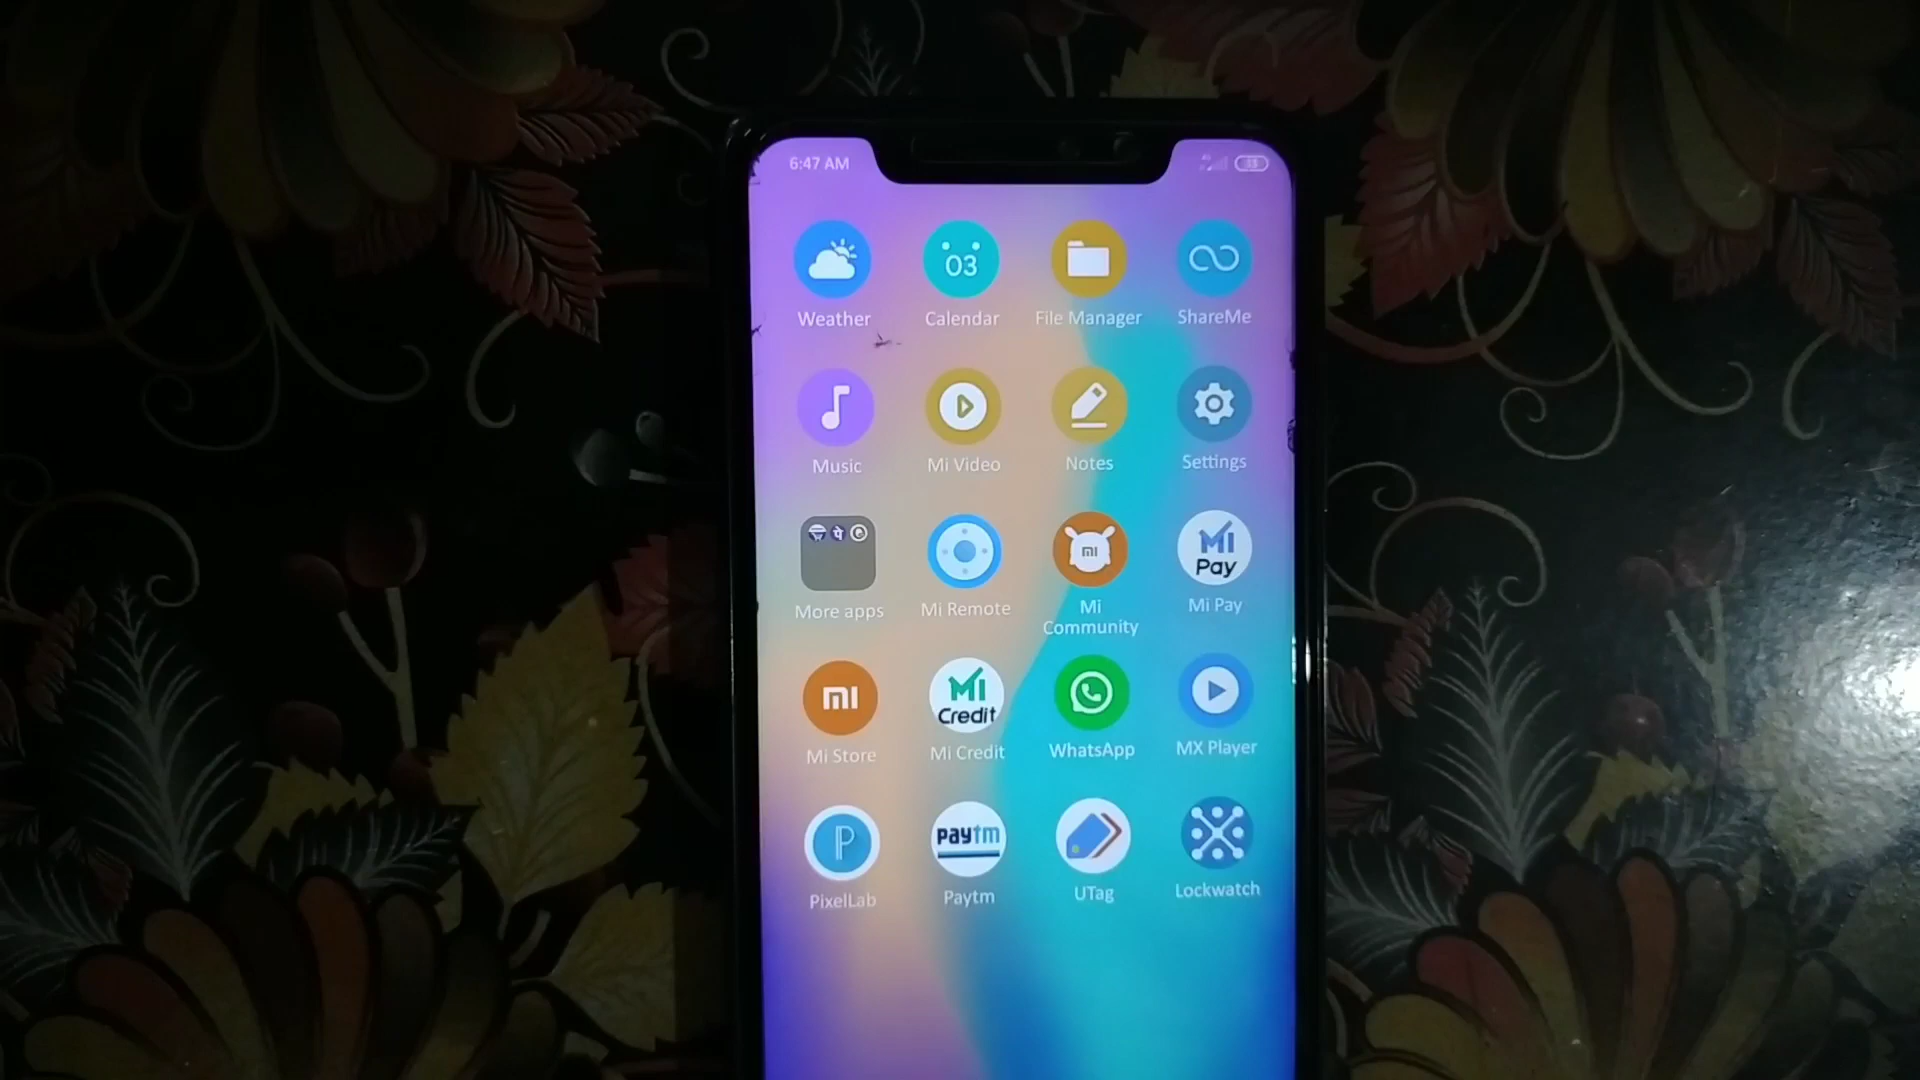 6:47 AM
03
Weather
Calendar
File Manager
ShareMe
Music
Mi Video
Notes
Settings
पे
mi
MI
Pay
More apps
Mi Remote
Mi
Community
Mi Pay
mi
MI
Credit
Mi Store
Mi Credit
WhatsApp
MX Player
P
paytm
PixelLab
Paytm
UTag
Lockwatch